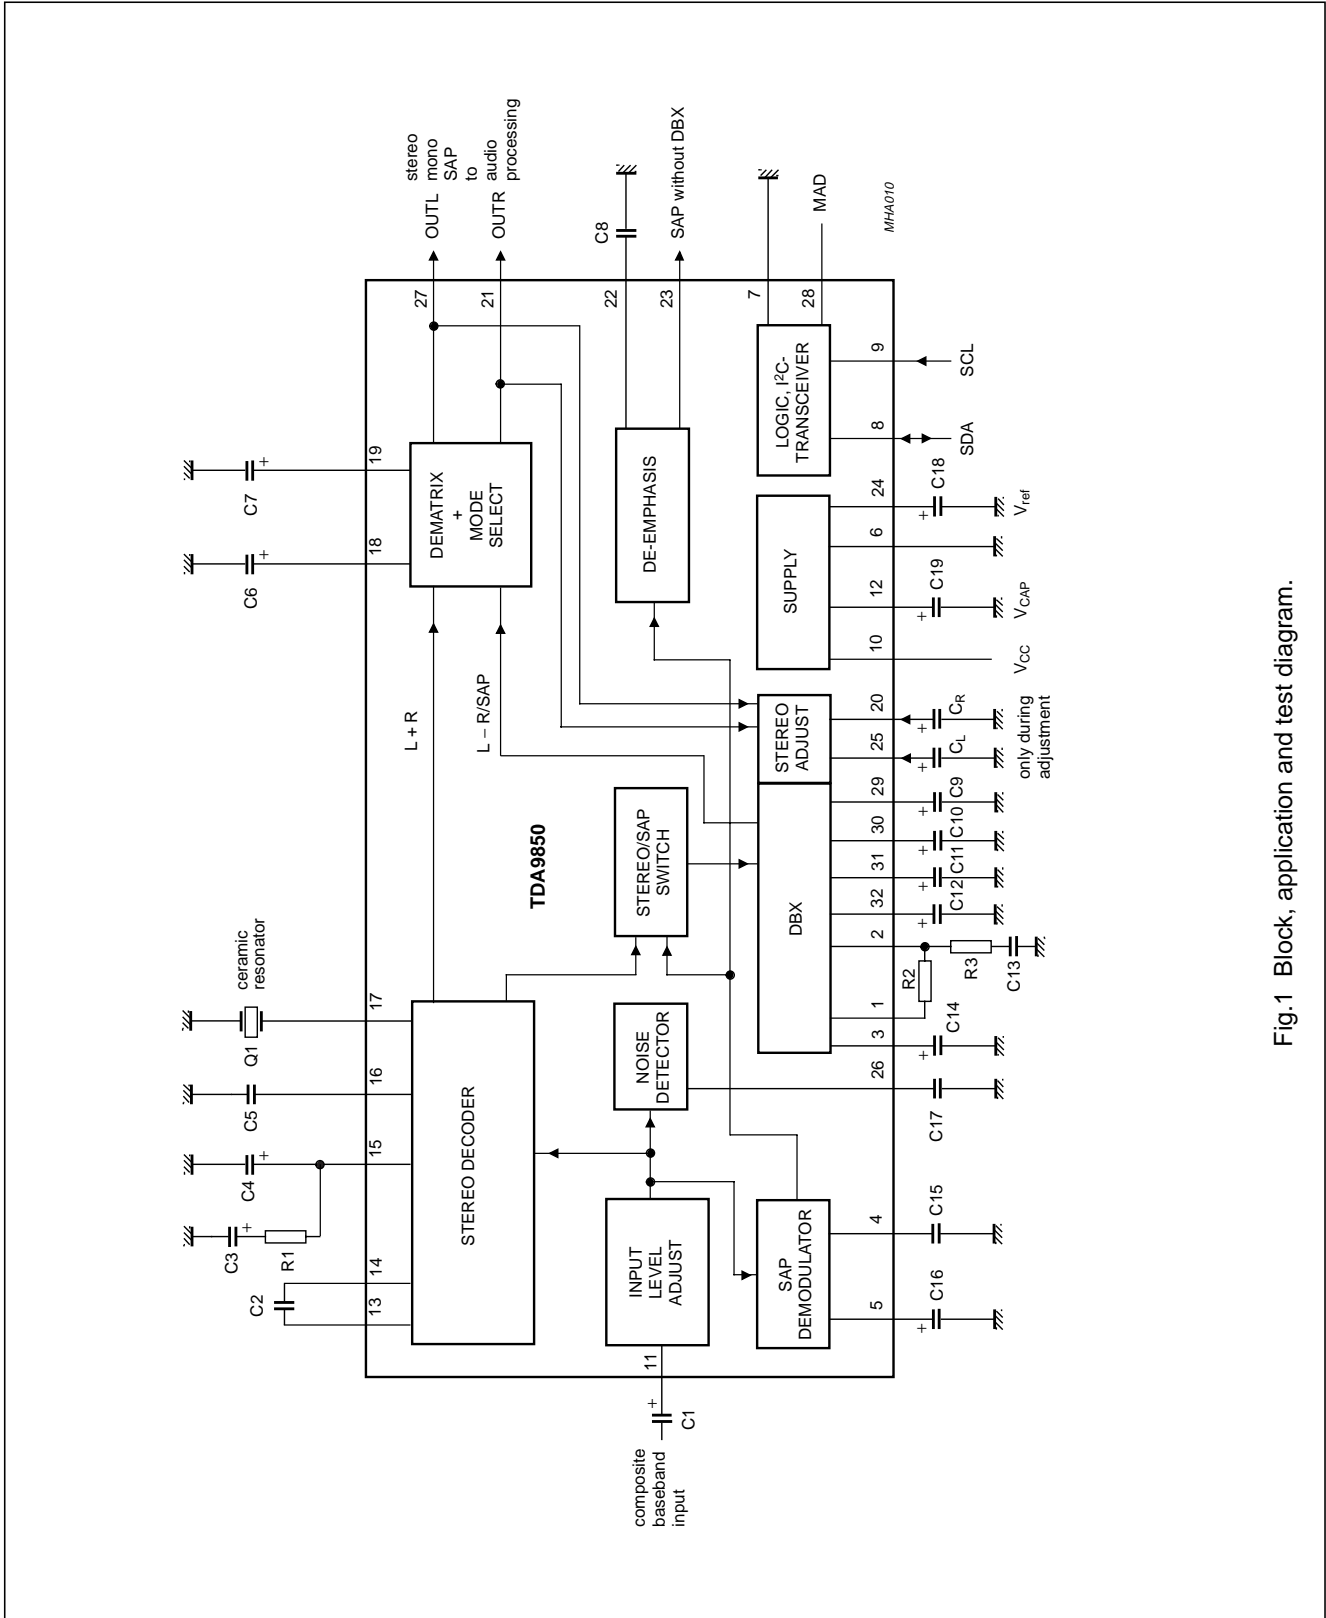 composite
baseband
input
C1
+
11
C2
13
14
C3
+
R1
C4
+
15
C5
16
Q1
ceramic
resonator
17
C6
+
18
C7
+
19
STEREO DECODER
L + R
L − R/SAP
DEMATRIX
+
MODE
SELECT
27
OUTL
21
OUTR
stereo
mono
SAP
to
audio
processing
INPUT
LEVEL
ADJUST
NOISE
DETECTOR
STEREO/SAP
SWITCH
TDA9850
DE-EMPHASIS
22
C8
23
SAP without DBX
SAP
DEMODULATOR
DBX
STEREO
ADJUST
SUPPLY
LOGIC, I²C-
TRANSCEIVER
7
28
MAD
5
4
26
3
1
2
32
31
30
29
25
20
10
12
6
24
8
9
+
C16
C15
C17
+
C14
R2
R3
C13
+
C12
+
C11
+
C10
+
C9
+
CL
+
CR
only during
adjustment
VCC
+
C19
VCAP
+
C18
Vref
SDA
SCL
MHA010
Fig.1 Block, application and test diagram.